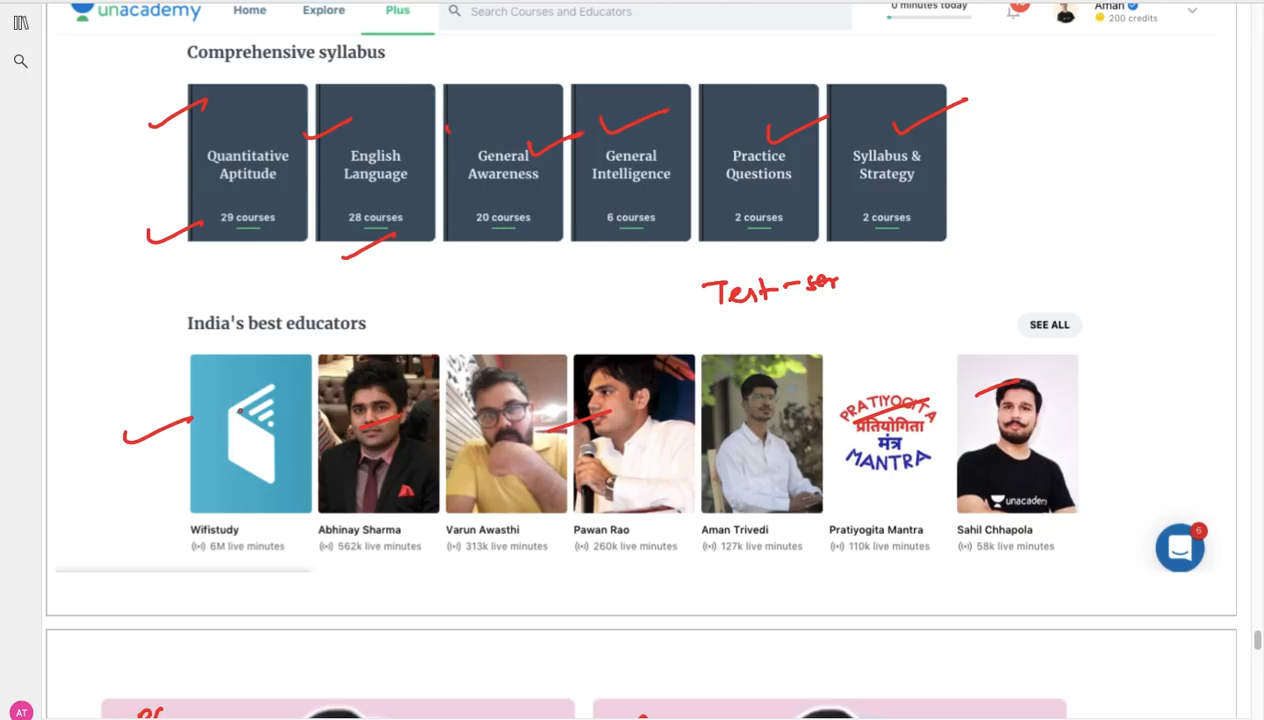 unacademy Home Explore Plus Search Courses and Educators 0 minutes today Aman
200 credits
Comprehensive syllabus
Quantitative Aptitude
29 courses
English Language
28 courses
General Awareness
20 courses
General Intelligence
6 courses
Practice Questions
2 courses
Syllabus & Strategy
2 courses
Test-ser
India's best educators SEE ALL
PRATIYOGITA
प्रतियोगिता
मंत्र
MANTRA
unacademy
Wifistudy
6M live minutes
Abhinay Sharma
562k live minutes
Varun Awasthi
313k live minutes
Pawan Rao
260k live minutes
Aman Trivedi
127k live minutes
Pratiyogita Mantra
110k live minutes
Sahil Chhapola
58k live minutes
6
AT